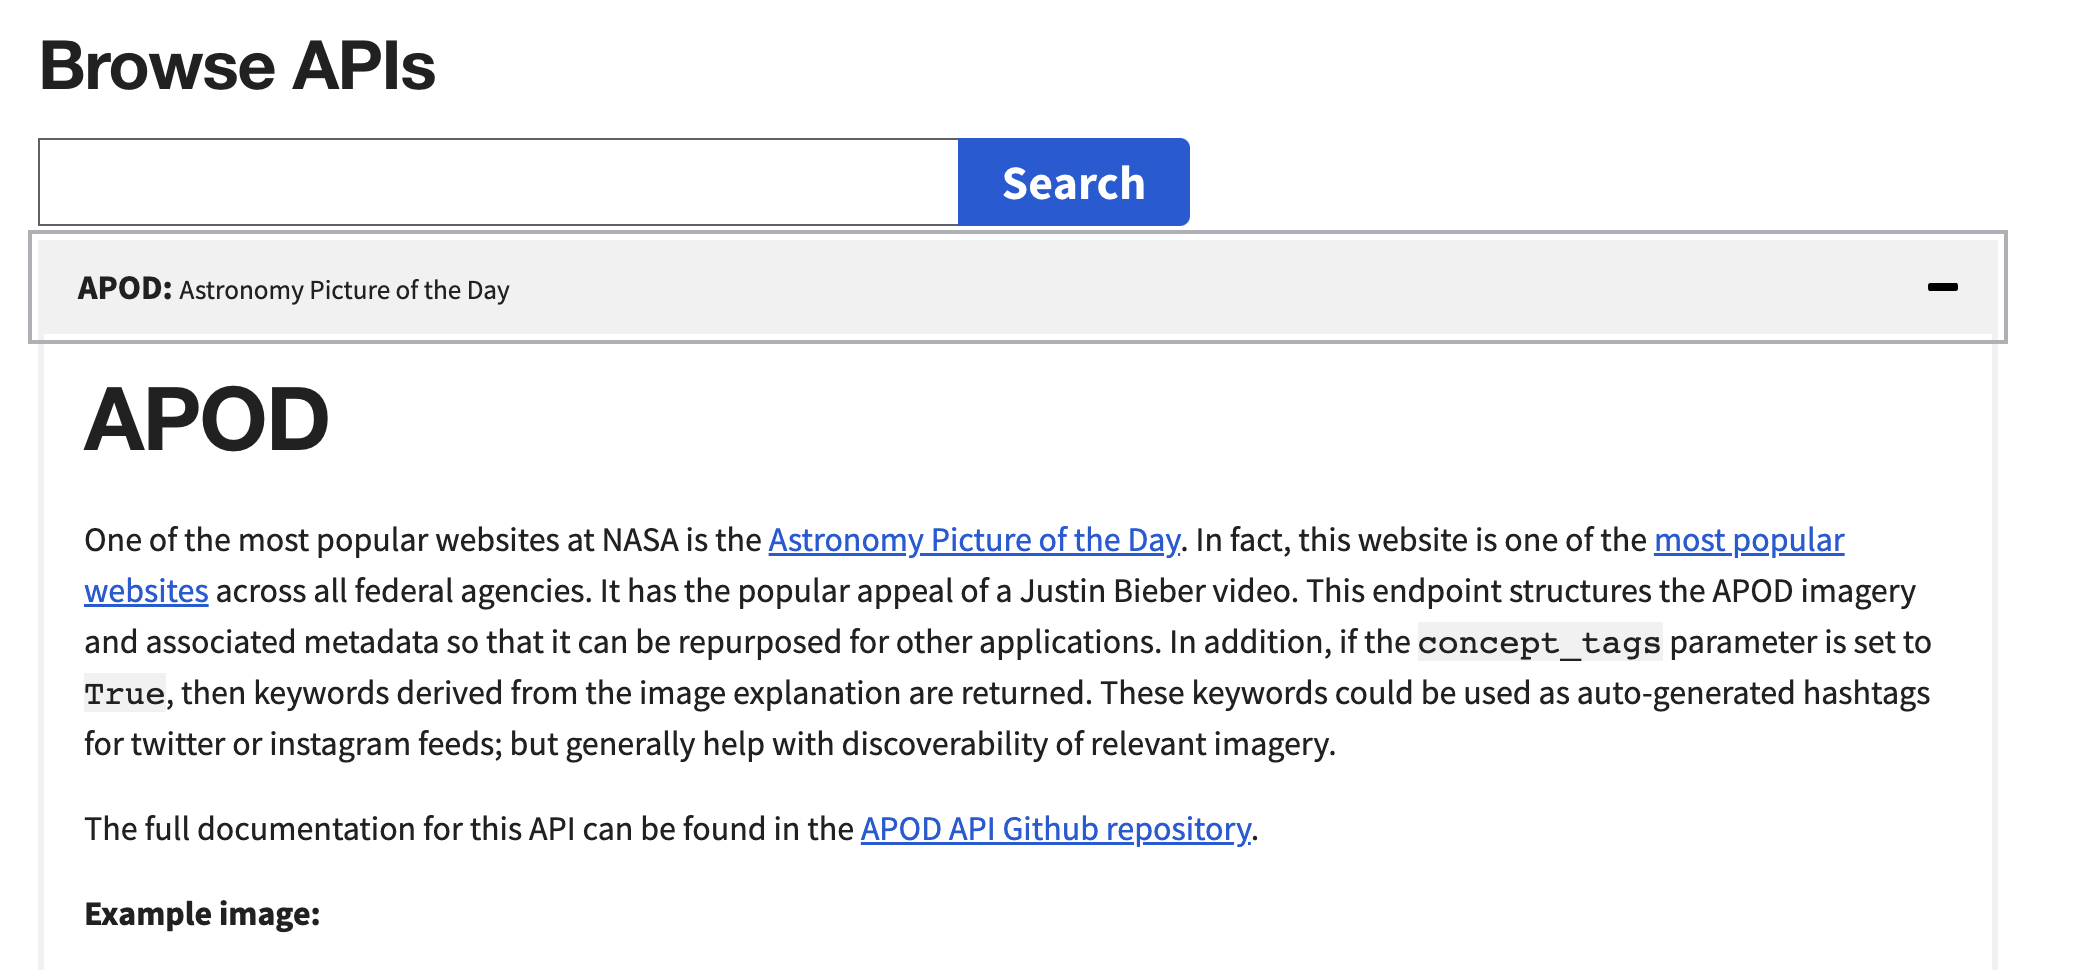 Browse APIs
Search
APOD: Astronomy Picture of the Day
APOD
One of the most popular websites at NASA is the Astronomy Picture of the Day. In fact, this website is one of the most popular
websites across all federal agencies. It has the popular appeal of a Justin Bieber video. This endpoint structures the APOD imagery
and associated metadata so that it can be repurposed for other applications. In addition, if the concept_tags parameter is set to
True, then keywords derived from the image explanation are returned. These keywords could be used as auto-generated hashtags
for twitter or instagram feeds; but generally help with discoverability of relevant imagery.
The full documentation for this API can be found in the APOD API Github repository.
Example image: